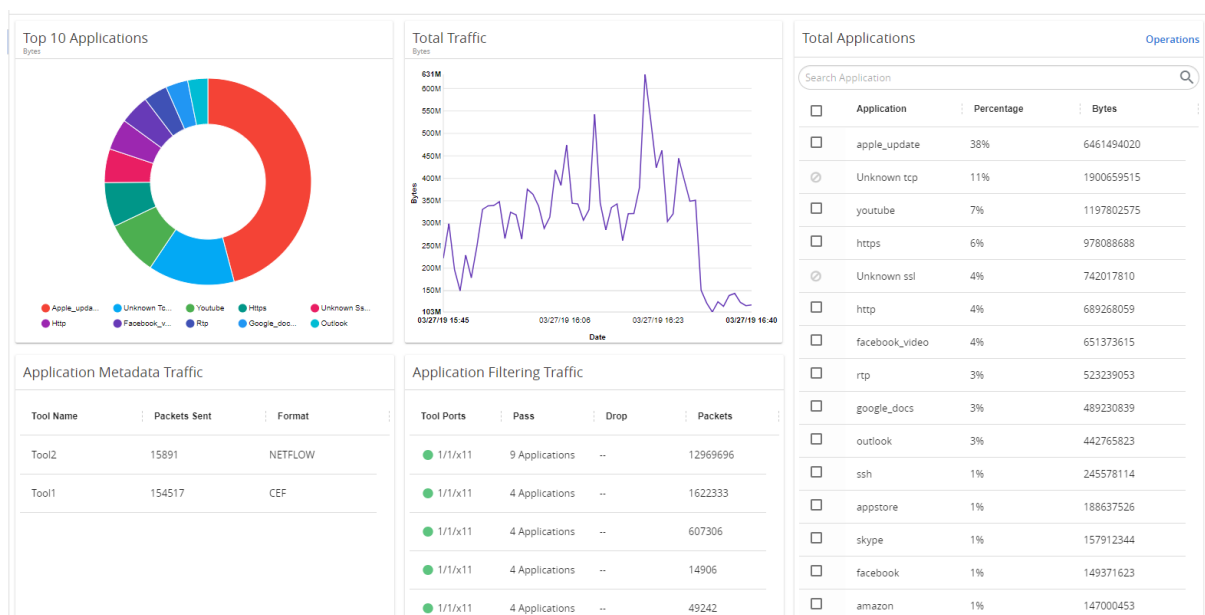 Top 10 Applications
Bytes
Apple_upda... Unknown Tc... Youtube Https Unknown Ss...
Http Facebook_v... Rtp Google_doc... Outlook
Total Traffic
Bytes
631M
600M
550M
500M
450M
400M
350M
300M
250M
200M
150M
103M
Bytes
03/27/19 15:45 03/27/19 16:06 03/27/19 16:23 03/27/19 16:40
Date
Total Applications Operations
Search Application
Application Percentage Bytes
apple_update 38% 6461494020
Unknown tcp 11% 1900659515
youtube 7% 1197802575
https 6% 978088688
Unknown ssl 4% 742017810
http 4% 689268059
facebook_video 4% 651373615
rtp 3% 523239053
google_docs 3% 489230839
outlook 3% 442765823
ssh 1% 245578114
appstore 1% 188637526
skype 1% 157912344
facebook 1% 149371623
amazon 1% 147000453
Application Metadata Traffic
Tool Name Packets Sent Format
Tool2 15891 NETFLOW
Tool1 154517 CEF
Application Filtering Traffic
Tool Ports Pass Drop Packets
1/1/x11 9 Applications -- 12969696
1/1/x11 4 Applications -- 1622333
1/1/x11 4 Applications -- 607306
1/1/x11 4 Applications -- 14906
1/1/x11 4 Applications -- 49242